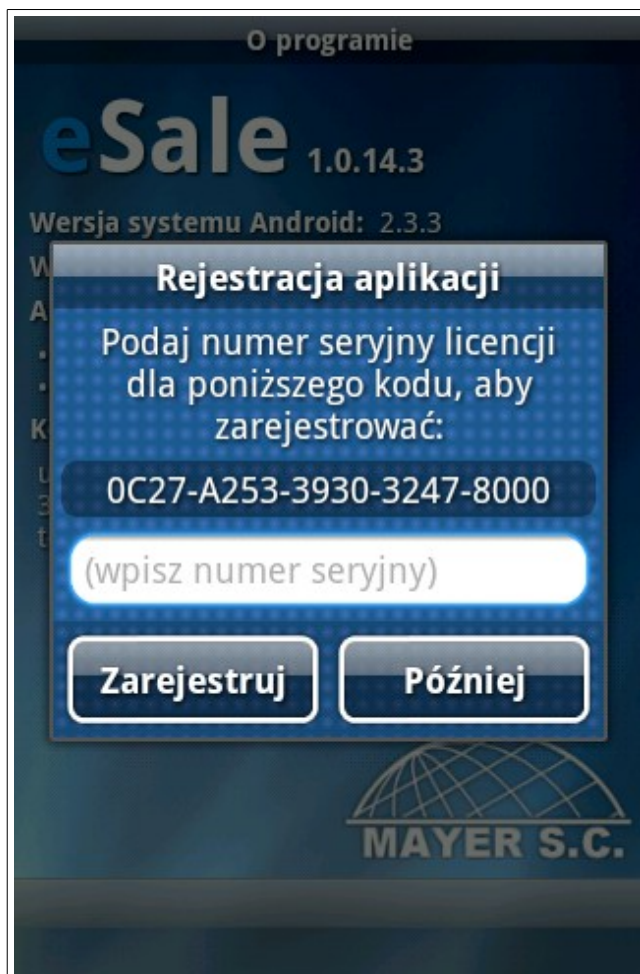 O programie
eSale 1.0.14.3
Wersja systemu Android: 2.3.3
W
A
Rejestracja aplikacji
Podaj numer seryjny licencji
dla poniższego kodu, aby
zarejestrować:
K
0C27-A253-3930-3247-8000
(wpisz numer seryjny)
Zarejestruj
Później
MAYER S.C.